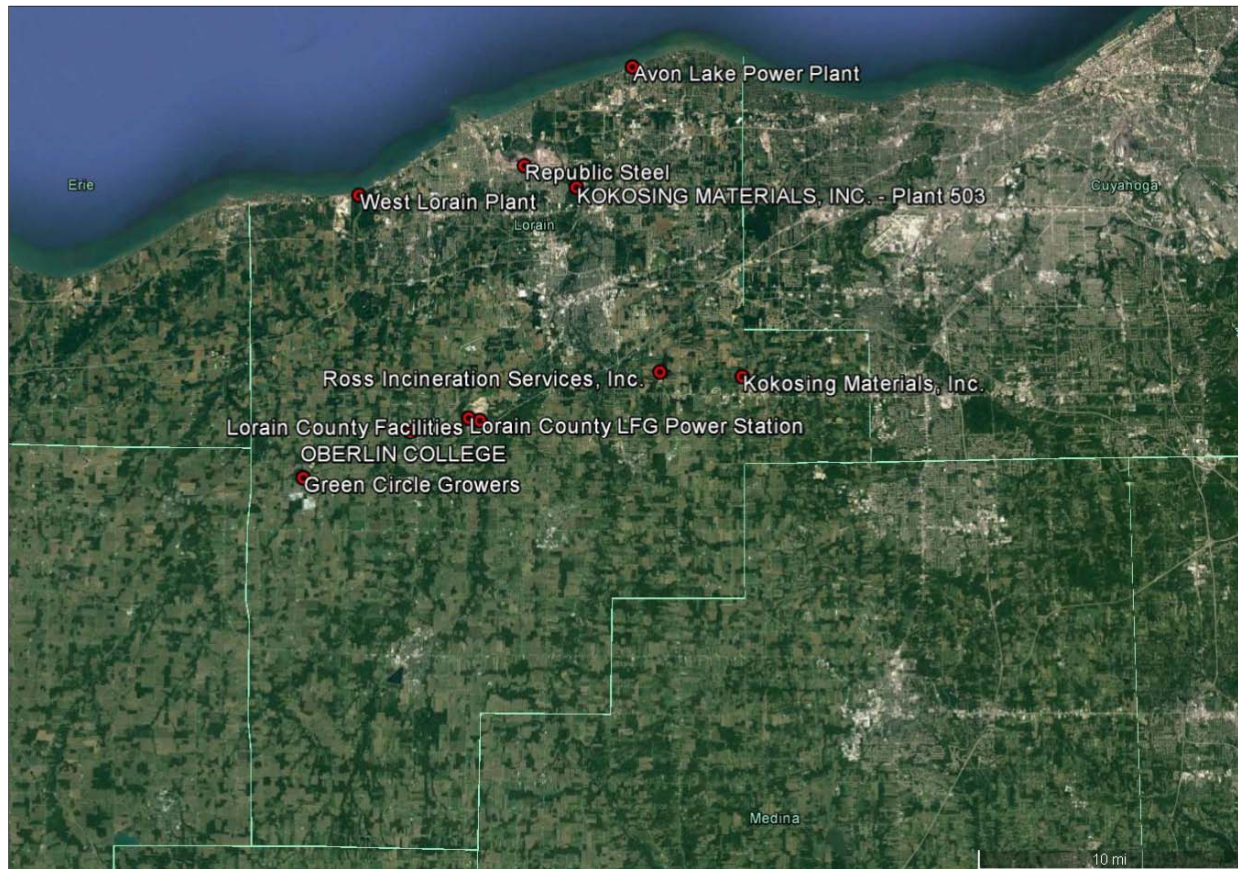 Avon Lake Power Plant
Republic Steel
Erie
Cuyahoga
KOKOSING MATERIALS, INC. - Plant 503
West Lorain Plant
Lorain
Ross Incineration Services, Inc.
Kokosing Materials, Inc.
Lorain County Facilities
Lorain County LFG Power Station
OBERLIN COLLEGE
Green Circle Growers
Medina
10 mi